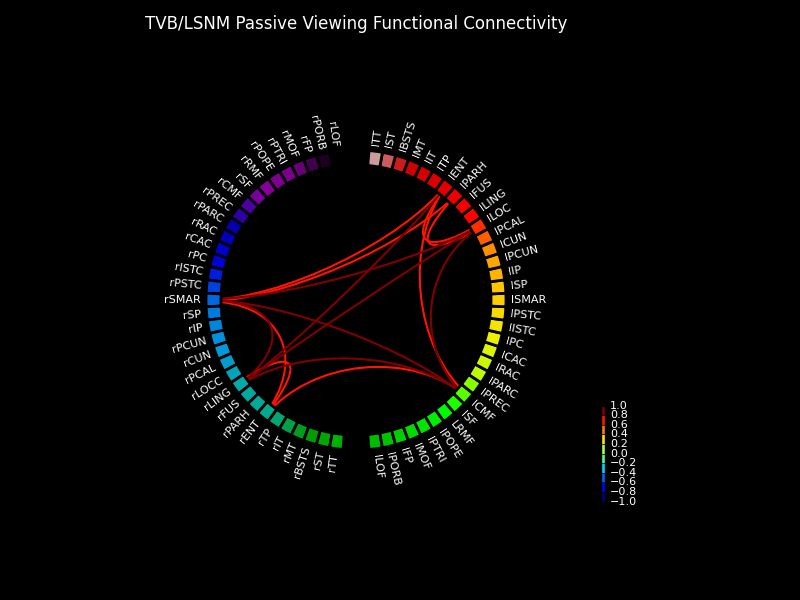 TVB/LSNM Passive Viewing Functional Connectivity
lTT
lST
lBSTS
lMT
lIT
lTP
lENT
lPARH
lFUS
lLING
lLOC
lPCAL
lCUN
lPCUN
lIP
lSP
lSMAR
lPSTC
lISTC
lPC
lCAC
lRAC
lPARC
lPREC
lCMF
lSF
LRMF
lPOPE
lPTRI
lMOF
lFP
lPORB
lLOF
rLOF
rPORB
rFP
rMOF
rPTRI
rPOPE
rRMF
rSF
rCMF
rPREC
rPARC
rRAC
rCAC
rPC
rISTC
rPSTC
rSMAR
rSP
rIP
rPCUN
rCUN
rPCAL
rLOCC
rLING
rFUS
rPARH
rENT
rTP
rIT
rMT
rBSTS
rST
rTT
1.0
0.8
0.6
0.4
0.2
0.0
−0.2
−0.4
−0.6
−0.8
−1.0